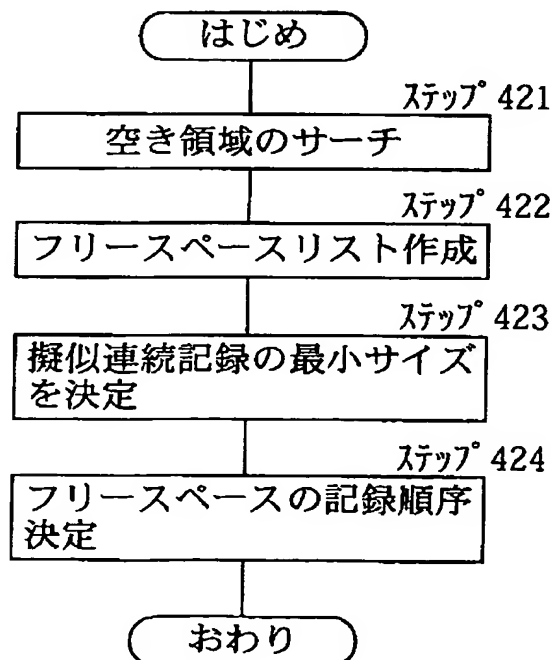 はじめ
ｽﾃｯﾌﾟ 421
空き領域のサーチ
ｽﾃｯﾌﾟ 422
フリースペースリスト作成
ｽﾃｯﾌﾟ 423
擬似連続記録の最小サイズ
を決定
ｽﾃｯﾌﾟ 424
フリースペースの記録順序
決定
おわり